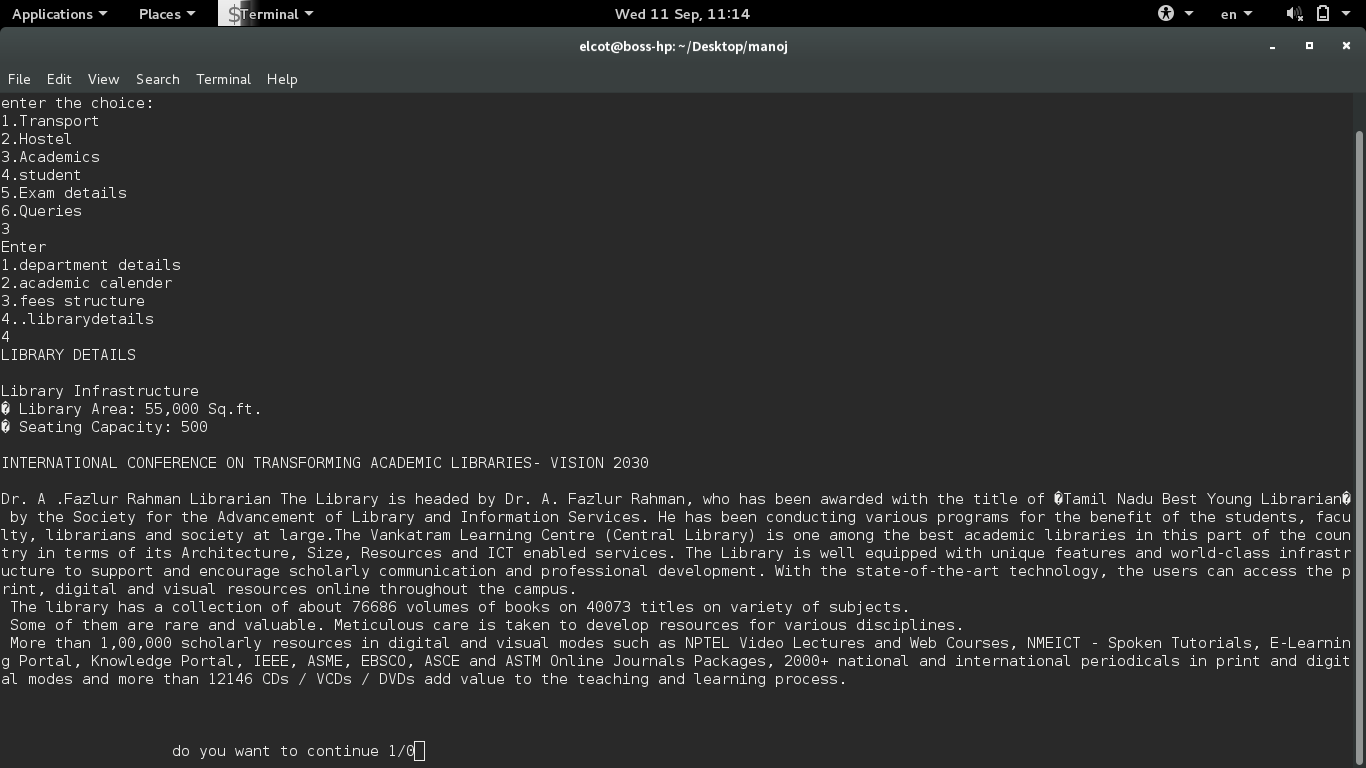 Applications Places Terminal Wed 11 Sep, 11:14 en
elcot@boss-hp: ~/Desktop/manoj
File Edit View Search Terminal Help
enter the choice:
1.Transport
2.Hostel
3.Academics
4.student
5.Exam details
6.Queries
3
Enter
1.department details
2.academic calender
3.fees structure
4..librarydetails
4
LIBRARY DETAILS
Library Infrastructure
� Library Area: 55,000 Sq.ft.
� Seating Capacity: 500
INTERNATIONAL CONFERENCE ON TRANSFORMING ACADEMIC LIBRARIES- VISION 2030
Dr. A .Fazlur Rahman Librarian The Library is headed by Dr. A. Fazlur Rahman, who has been awarded with the title of �Tamil Nadu Best Young Librarian�
by the Society for the Advancement of Library and Information Services. He has been conducting various programs for the benefit of the students, facu
lty, librarians and society at large.The Vankatram Learning Centre (Central Library) is one among the best academic libraries in this part of the coun
try in terms of its Architecture, Size, Resources and ICT enabled services. The Library is well equipped with unique features and world-class infrastr
ucture to support and encourage scholarly communication and professional development. With the state-of-the-art technology, the users can access the p
rint, digital and visual resources online throughout the campus.
The library has a collection of about 76686 volumes of books on 40073 titles on variety of subjects.
Some of them are rare and valuable. Meticulous care is taken to develop resources for various disciplines.
More than 1,00,000 scholarly resources in digital and visual modes such as NPTEL Video Lectures and Web Courses, NMEICT - Spoken Tutorials, E-Learnin
g Portal, Knowledge Portal, IEEE, ASME, EBSCO, ASCE and ASTM Online Journals Packages, 2000+ national and international periodicals in print and digit
al modes and more than 12146 CDs / VCDs / DVDs add value to the teaching and learning process.
do you want to continue 1/0